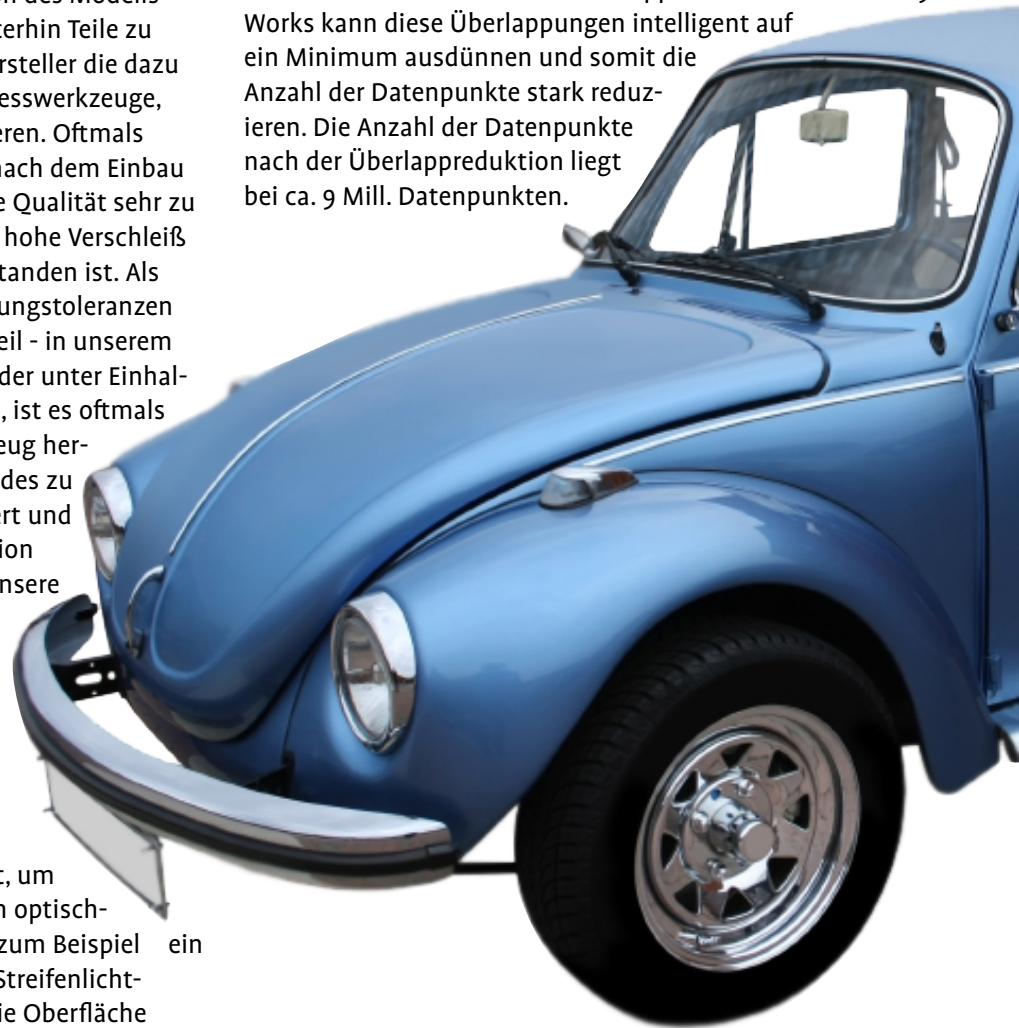 terhin Teile zu
rsteller die dazu
esswerkzeuge,
eren. Oftmals
nach dem Einbau
e Qualität sehr zu
hohe Verschleiß
tanden ist. Als
ungstoleranzen
eil - in unserem
der unter Einhal-
, ist es oftmals
eug her-
des zu
rt und
ion
nsere
t, um
n optisch-
zum Beispiel ein
Streifenlicht-
ie Oberfläche
Works kann diese Überlappungen intelligent auf
ein Minimum ausdünnen und somit die
Anzahl der Datenpunkte stark reduz-
ieren. Die Anzahl der Datenpunkte
nach der Überlappreduktion liegt
bei ca. 9 Mill. Datenpunkten.